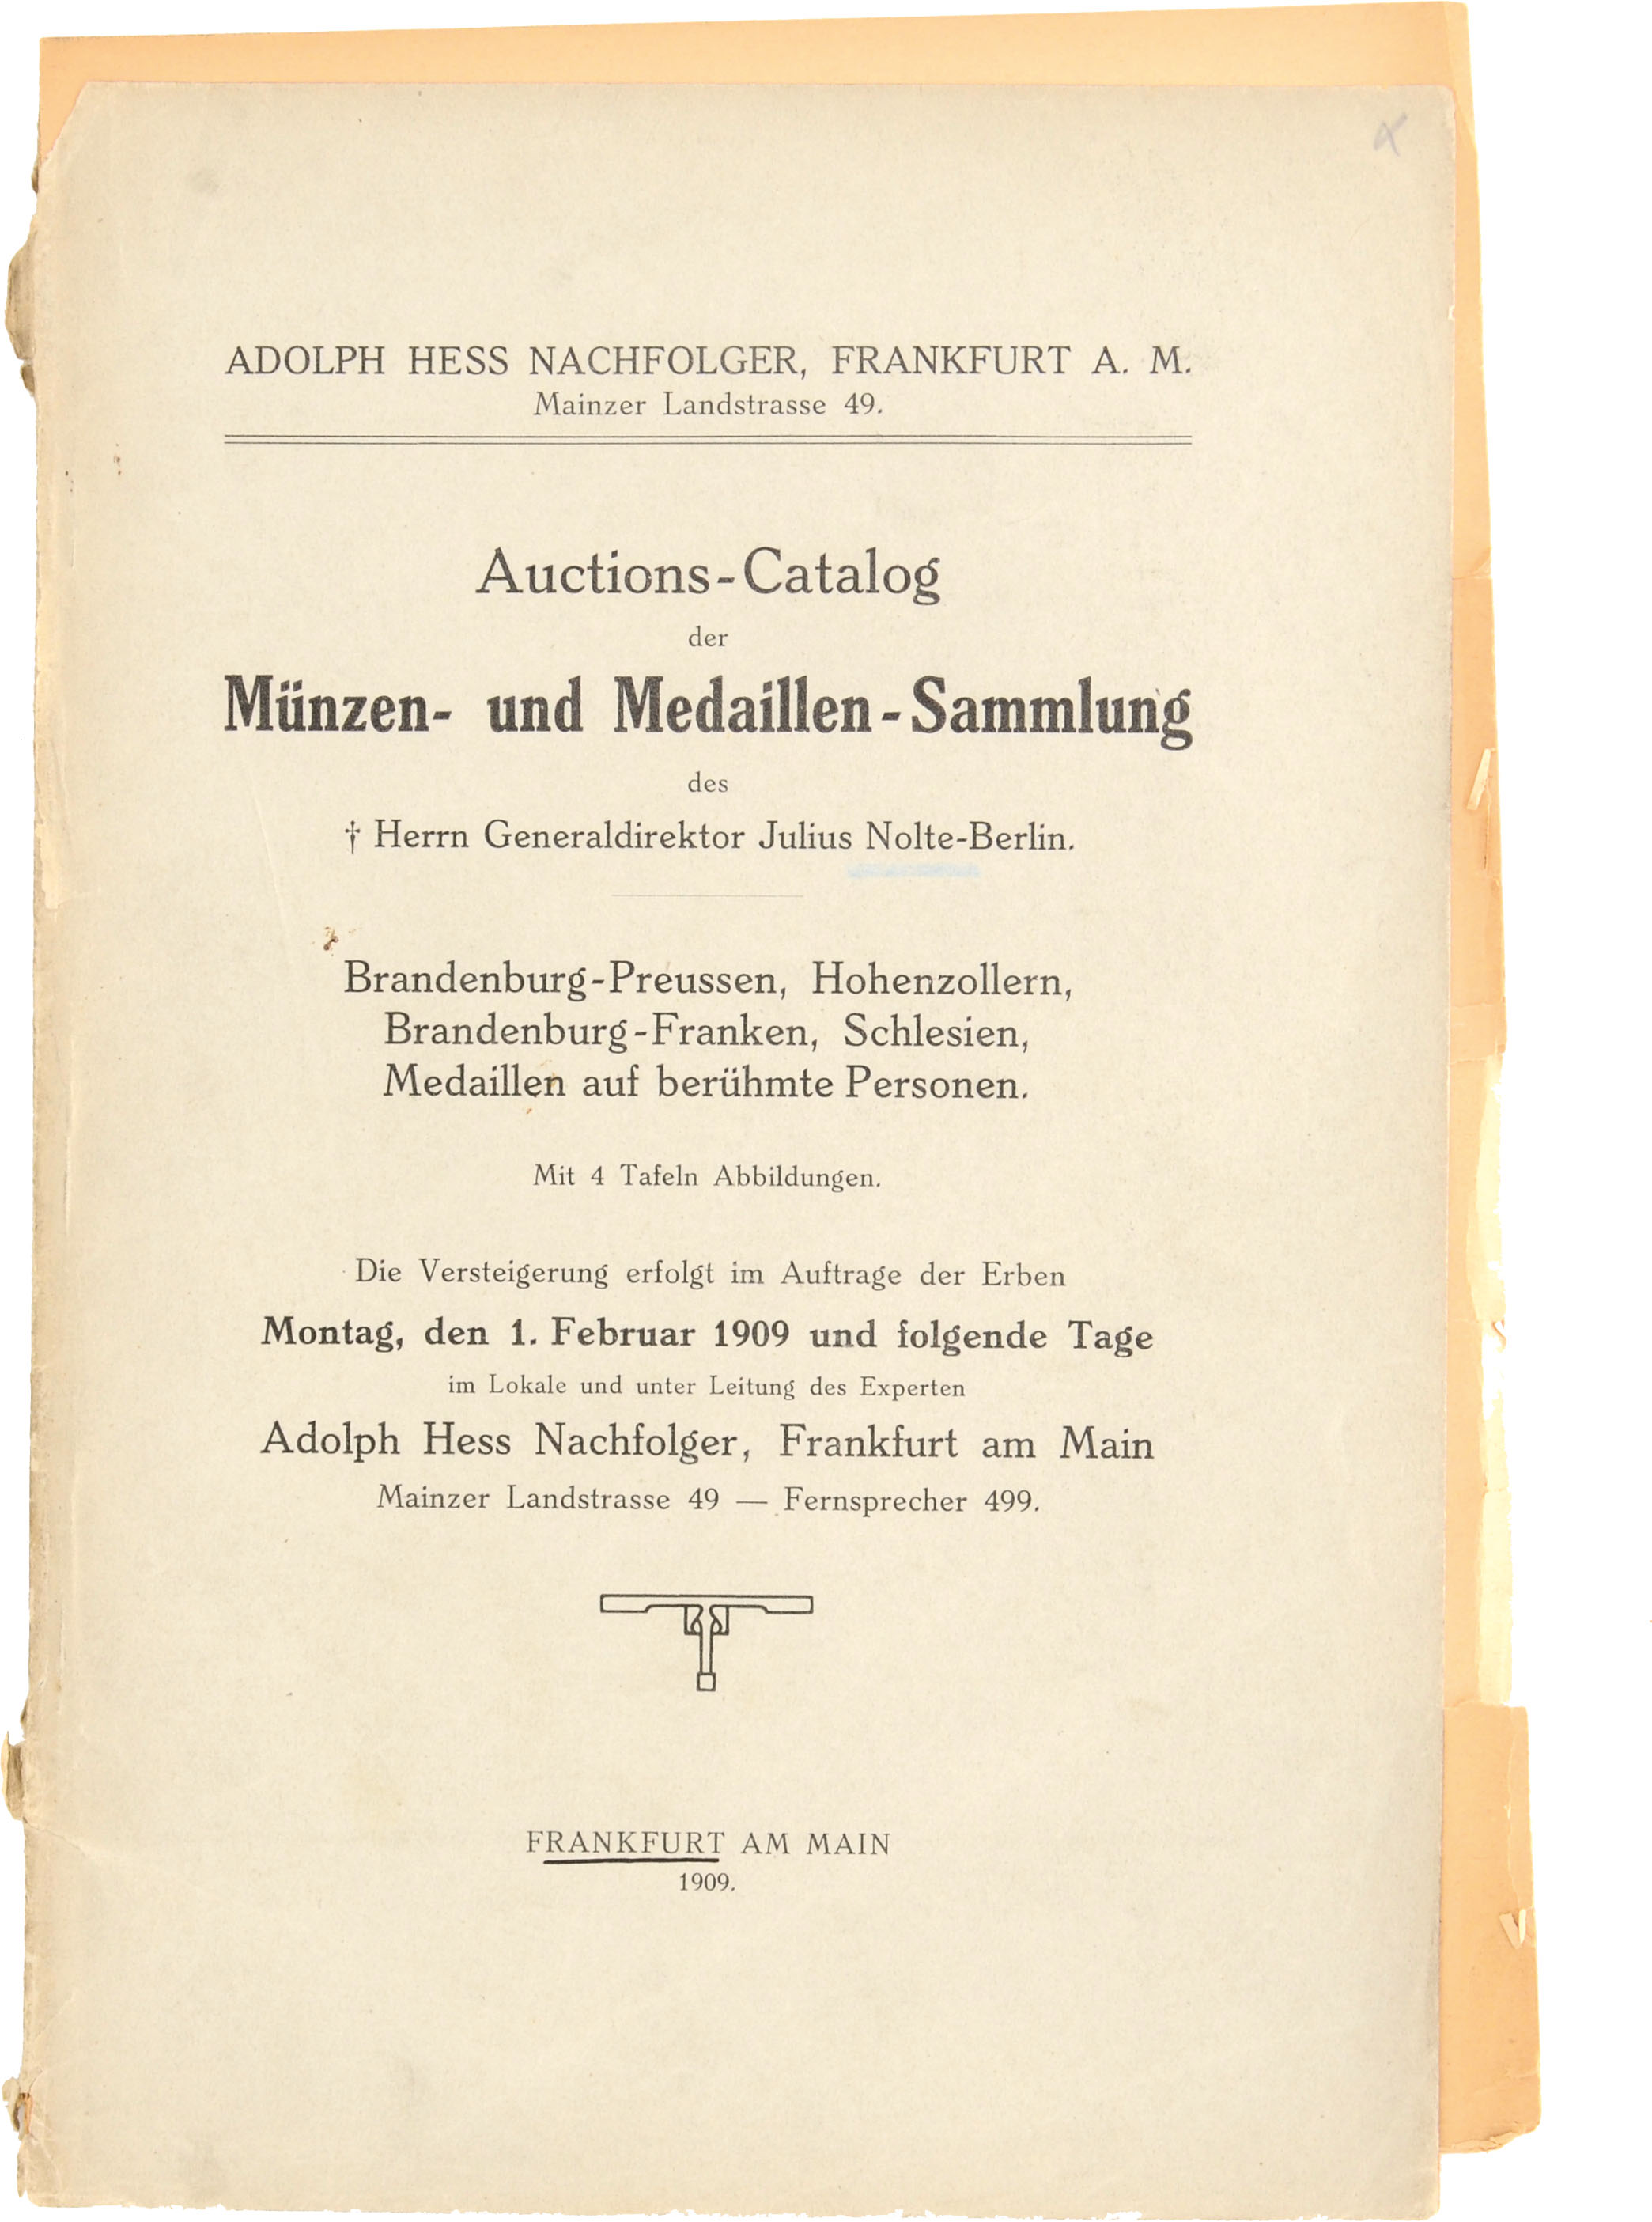 ADOLPH HESS NACHFOLGER, FRANKFURT A. M.
Mainzer Landstrasse 49.
Auctions-Catalog
der
Münzen- und Medaillen-Sammlung
des
† Herrn Generaldirektor Julius Nolte-Berlin.
Brandenburg-Preussen, Hohenzollern,
Brandenburg-Franken, Schlesien,
Medaillen auf berühmte Personen.
Mit 4 Tafeln Abbildungen.
Die Versteigerung erfolgt im Auftrage der Erben
Montag, den 1. Februar 1909 und folgende Tage
im Lokale und unter Leitung des Experten
Adolph Hess Nachfolger, Frankfurt am Main
Mainzer Landstrasse 49 — Fernsprecher 499.
FRANKFURT AM MAIN
1909.